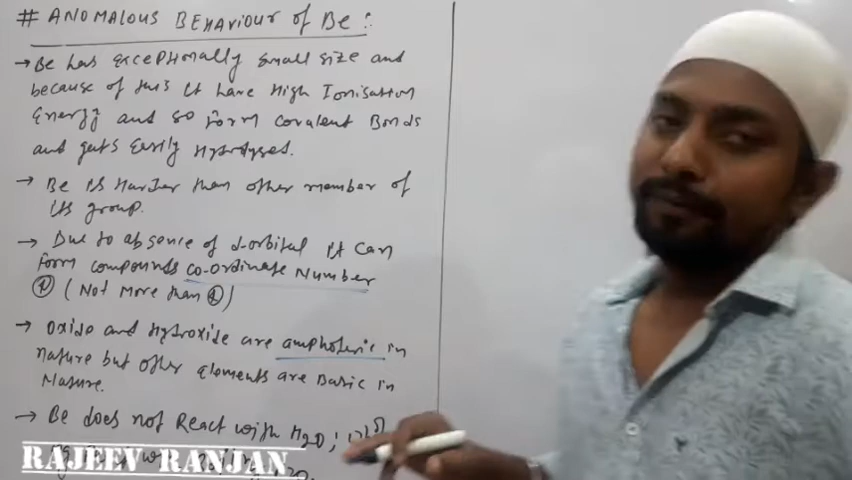 # ANOMALOUS BEHAVIOUR of Be :
→ Be has exceptionally small size and
because of this It have High Ionisation
Energy and so form covalent Bonds
and gets Easily Hydrolysed.
→ Be is Harder than other member of
its group.
→ Due to absence of d-orbital It can
form compounds co-ordinate Number
(Not more than
→ Oxide and Hydroxide are amphoteric in
nature but other elements are Basic in
Nature.
→ Be does not React with H2O;
RAJEEV RANJAN